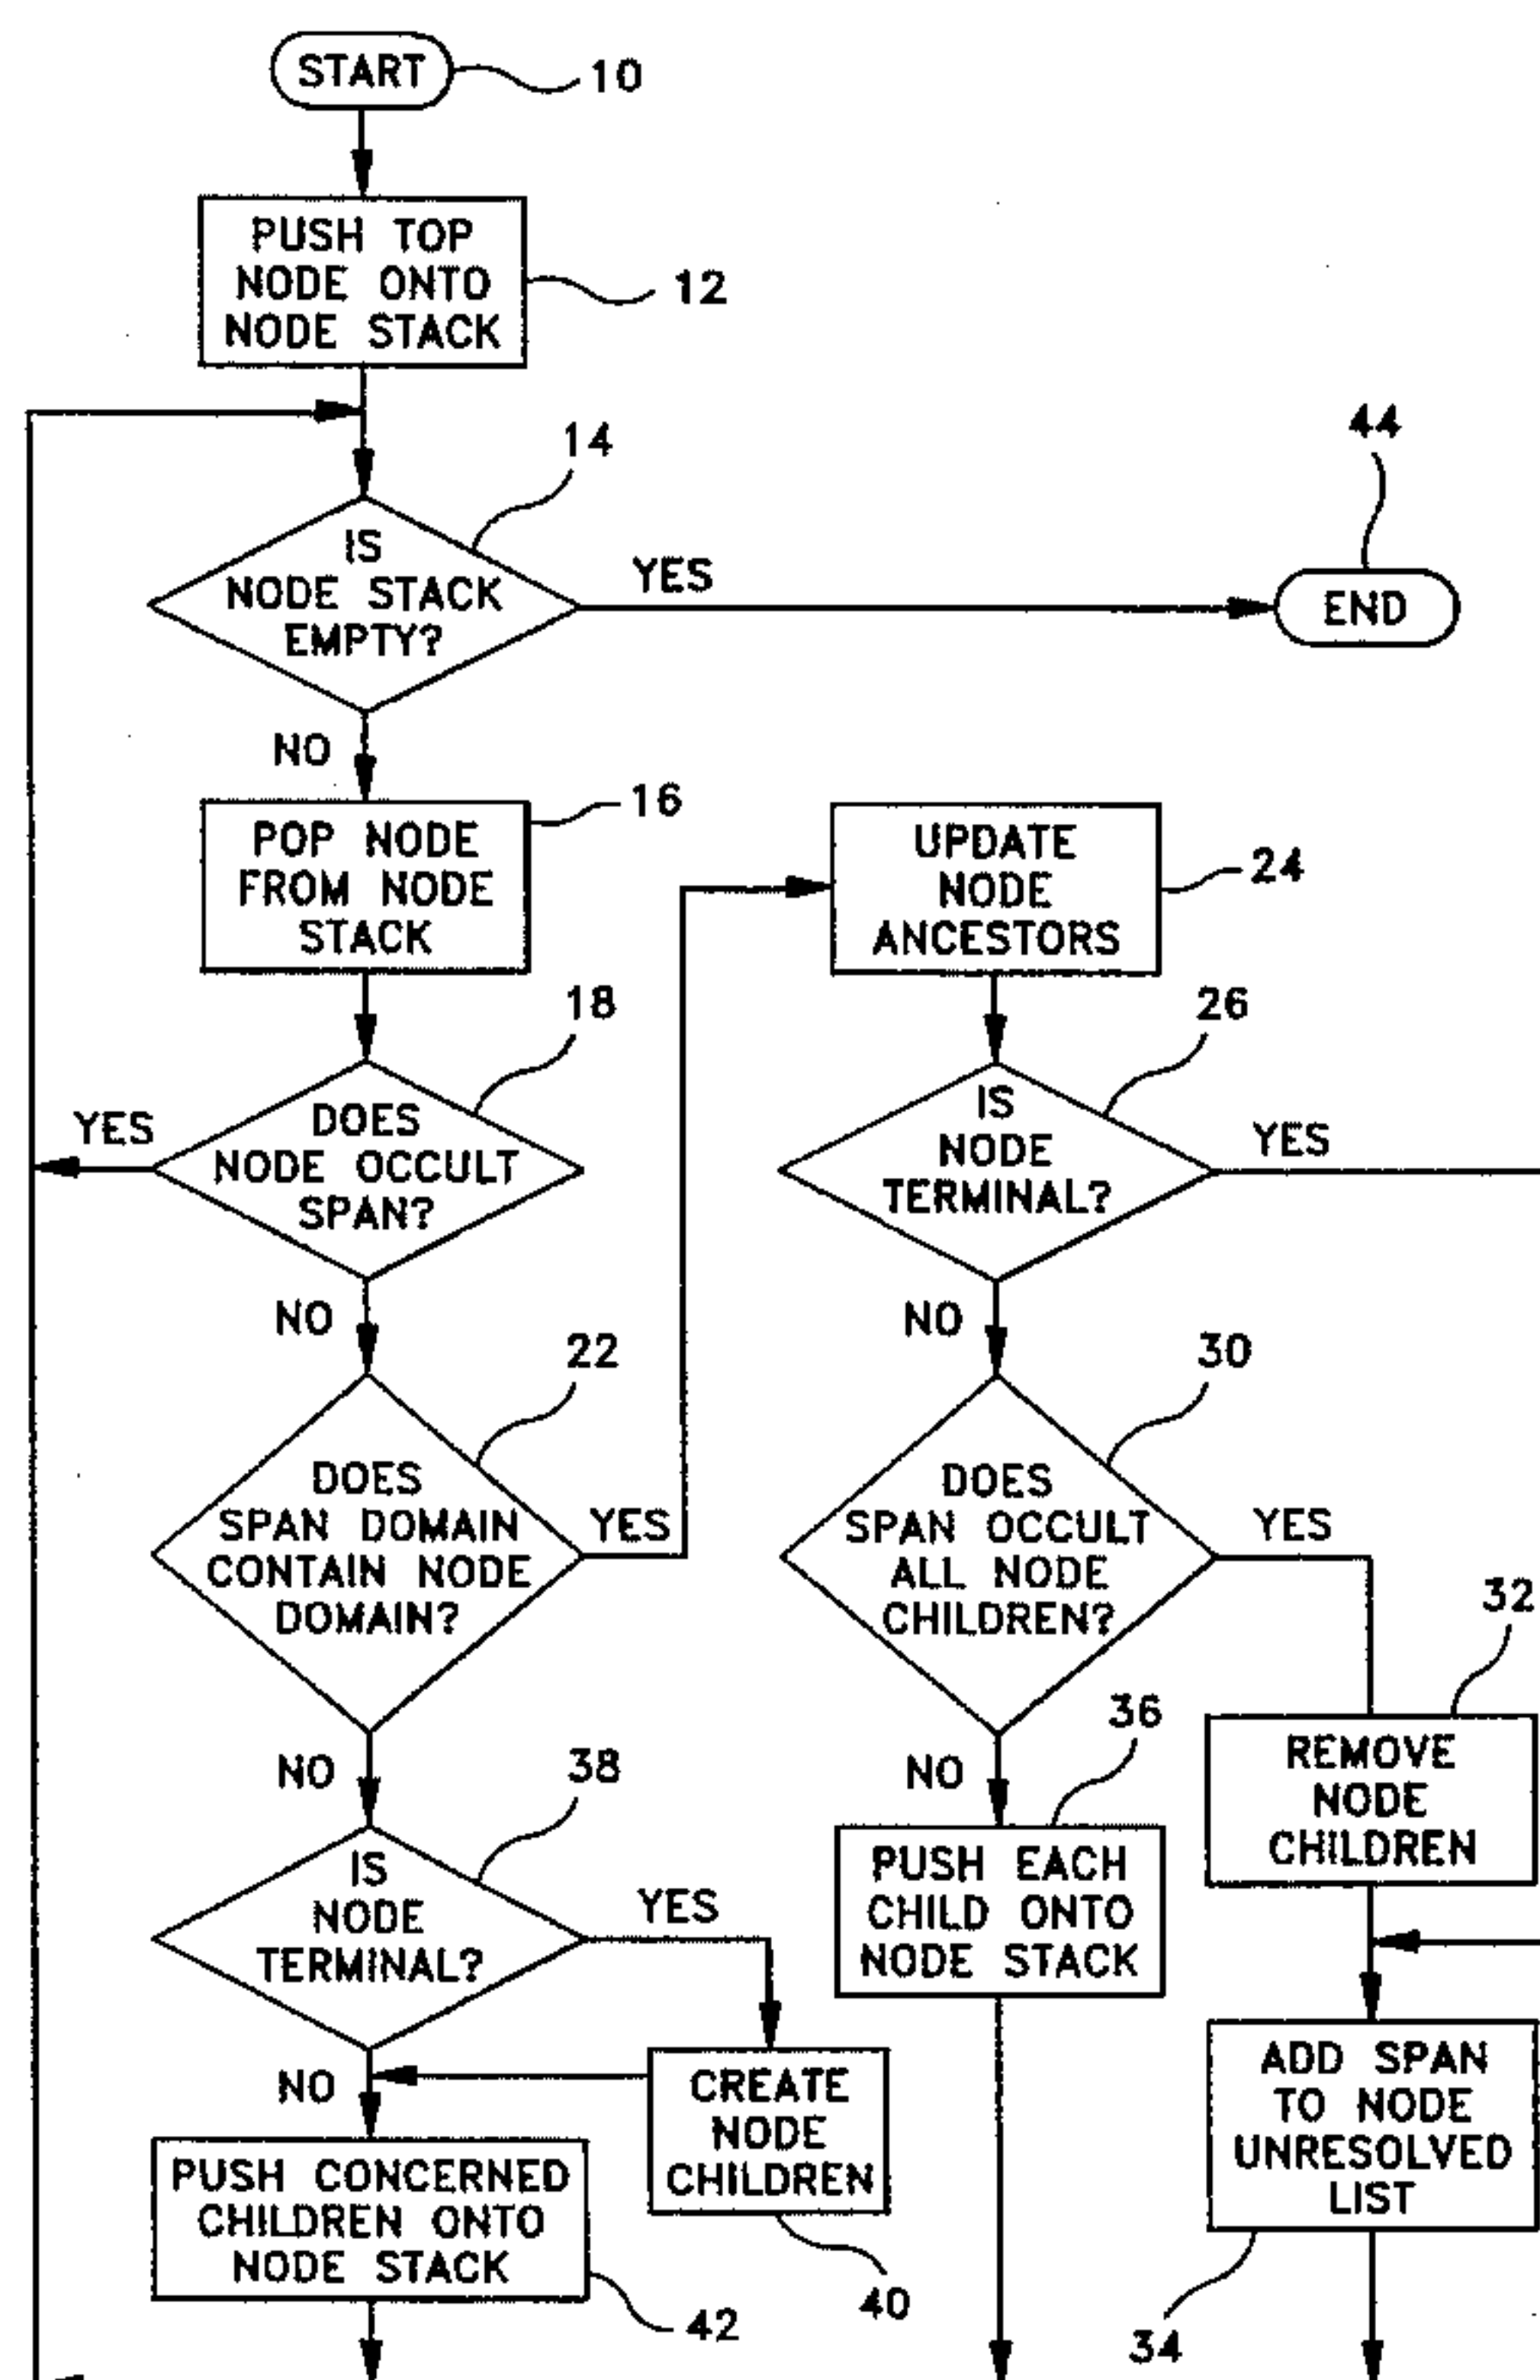 START
10
PUSH TOP
NODE ONTO
NODE STACK
12
14
IS
NODE STACK
EMPTY?
YES
44
END
NO
POP NODE
FROM NODE
STACK
16
UPDATE
NODE
ANCESTORS
24
18
DOES
NODE OCCULT
SPAN?
YES
NO
26
IS
NODE
TERMINAL?
YES
NO
22
DOES
SPAN DOMAIN
CONTAIN NODE
DOMAIN?
YES
NO
30
DOES
SPAN OCCULT
ALL NODE
CHILDREN?
YES
NO
32
REMOVE
NODE
CHILDREN
36
PUSH EACH
CHILD ONTO
NODE STACK
38
IS
NODE
TERMINAL?
YES
NO
CREATE
NODE
CHILDREN
40
ADD SPAN
TO NODE
UNRESOLVED
LIST
34
PUSH CONCERNED
CHILDREN ONTO
NODE STACK
42